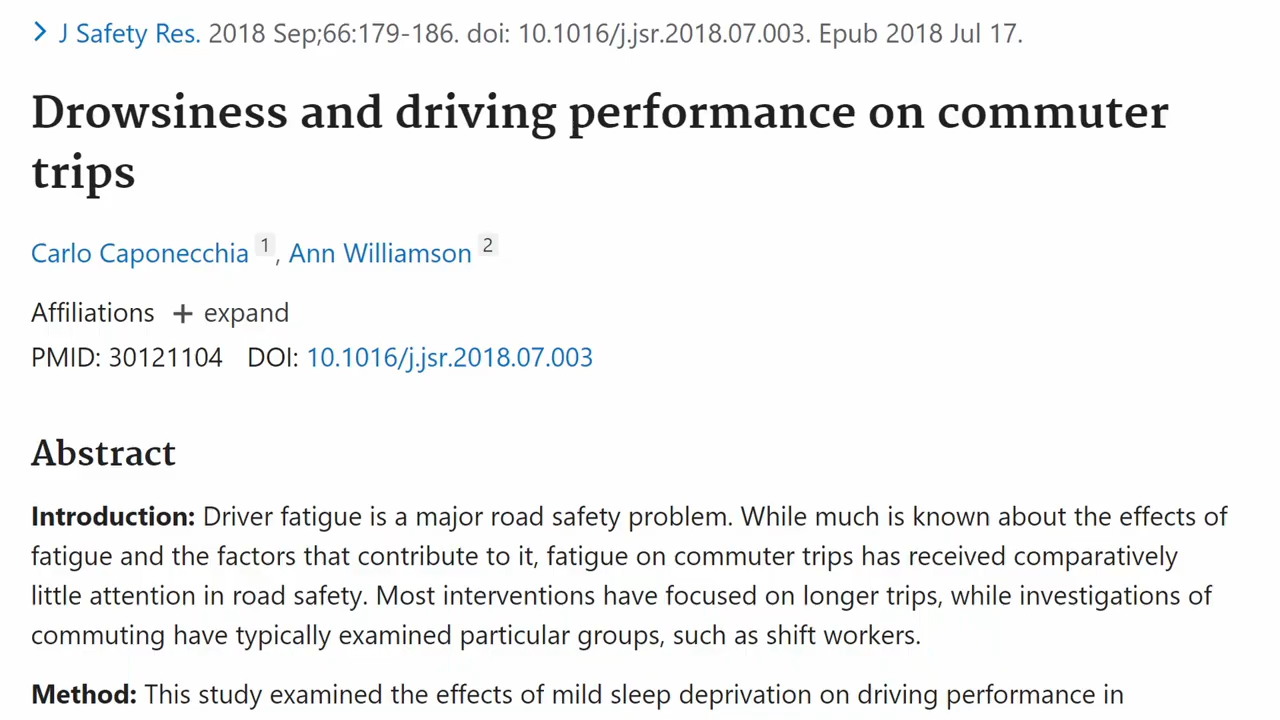 J Safety Res. 2018 Sep;66:179-186. doi: 10.1016/j.jsr.2018.07.003. Epub 2018 Jul 17.
Drowsiness and driving performance on commuter
trips
Carlo Caponecchia 1, Ann Williamson 2
Affiliations + expand
PMID: 30121104 DOI: 10.1016/j.jsr.2018.07.003
Abstract
Introduction: Driver fatigue is a major road safety problem. While much is known about the effects of
fatigue and the factors that contribute to it, fatigue on commuter trips has received comparatively
little attention in road safety. Most interventions have focused on longer trips, while investigations of
commuting have typically examined particular groups, such as shift workers.
Method: This study examined the effects of mild sleep deprivation on driving performance in